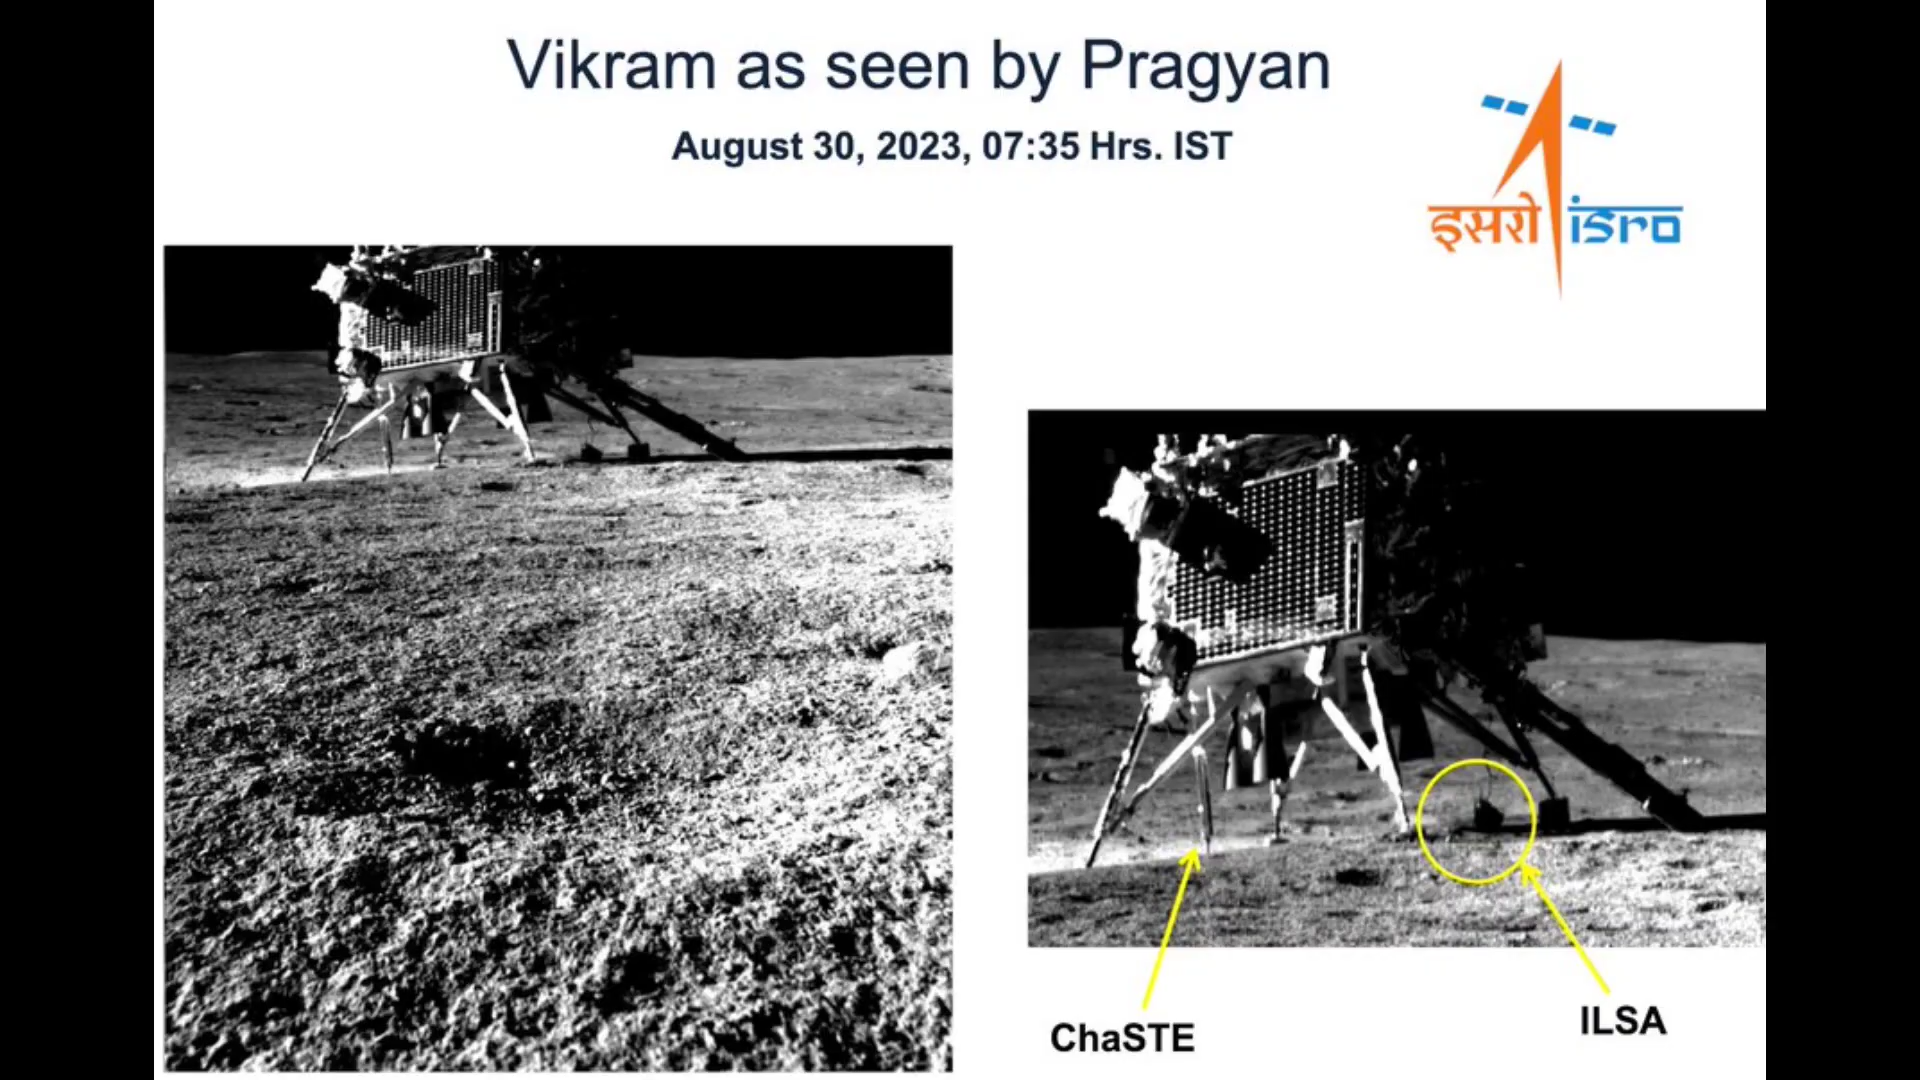 Vikram as seen by Pragyan
August 30, 2023, 07:35 Hrs. IST
इसरो isro
ChaSTE
ILSA